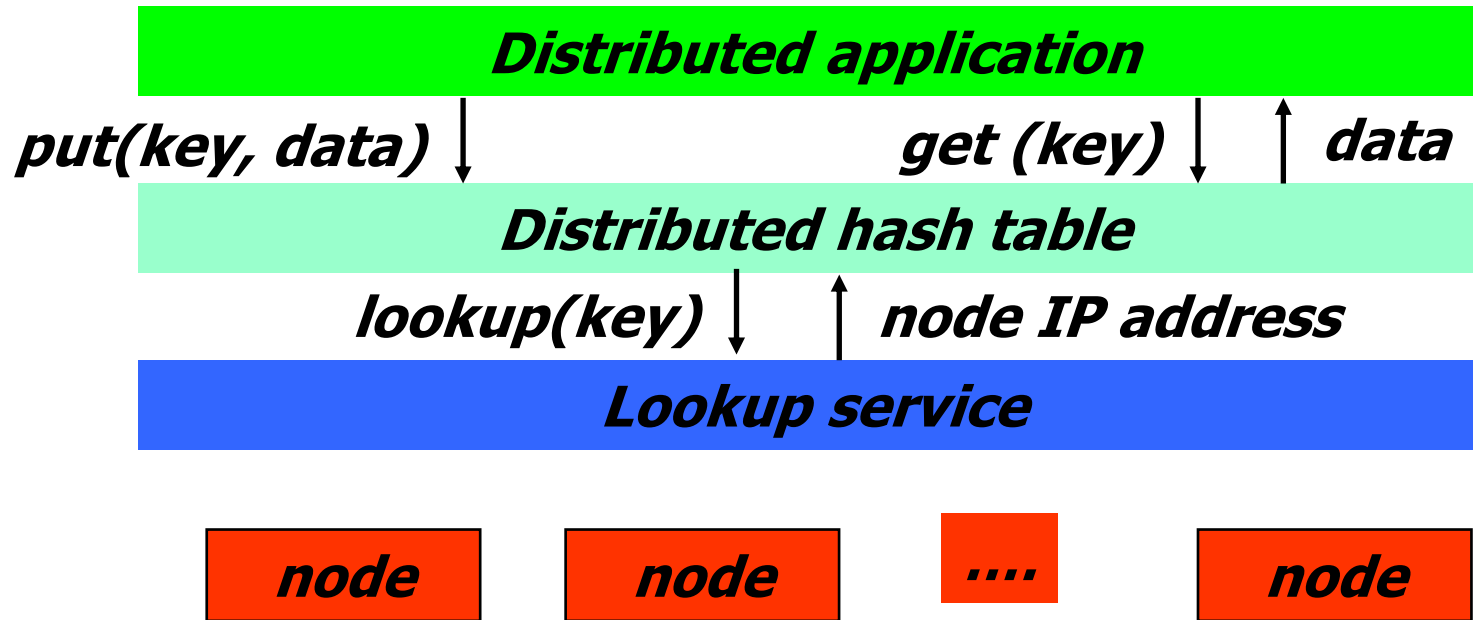 Distributed application
put(key, data)
get (key)
data
Distributed hash table
lookup(key)
node IP address
Lookup service
node
node
....
node